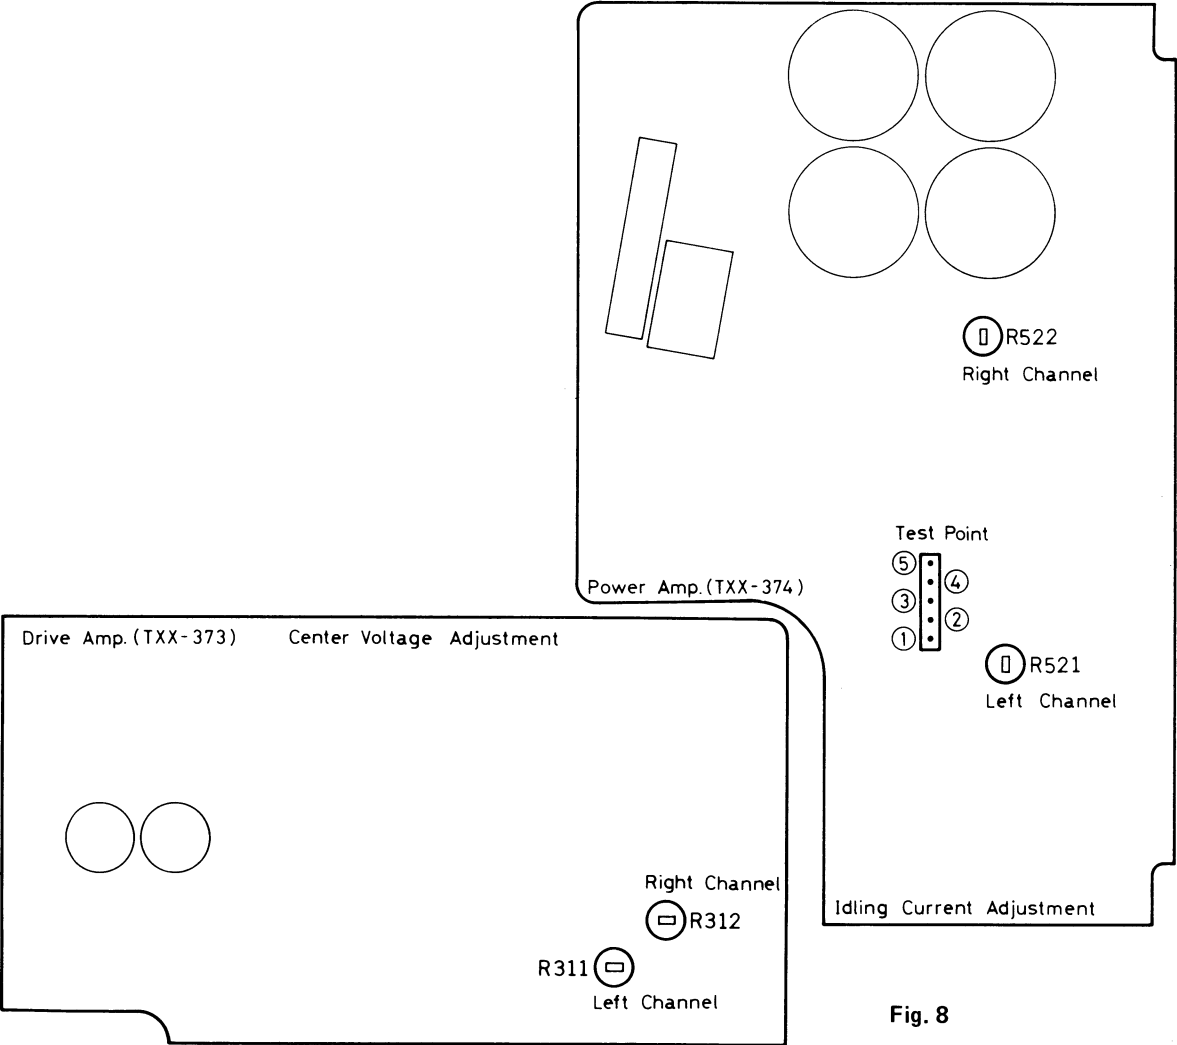 R522
Right Channel
Test Point
⑤
④
③
②
①
Power Amp.(TXX-374)
R521
Left Channel
Idling Current Adjustment
Drive Amp.(TXX-373) Center Voltage Adjustment
Right Channel
R312
R311
Left Channel
Fig. 8